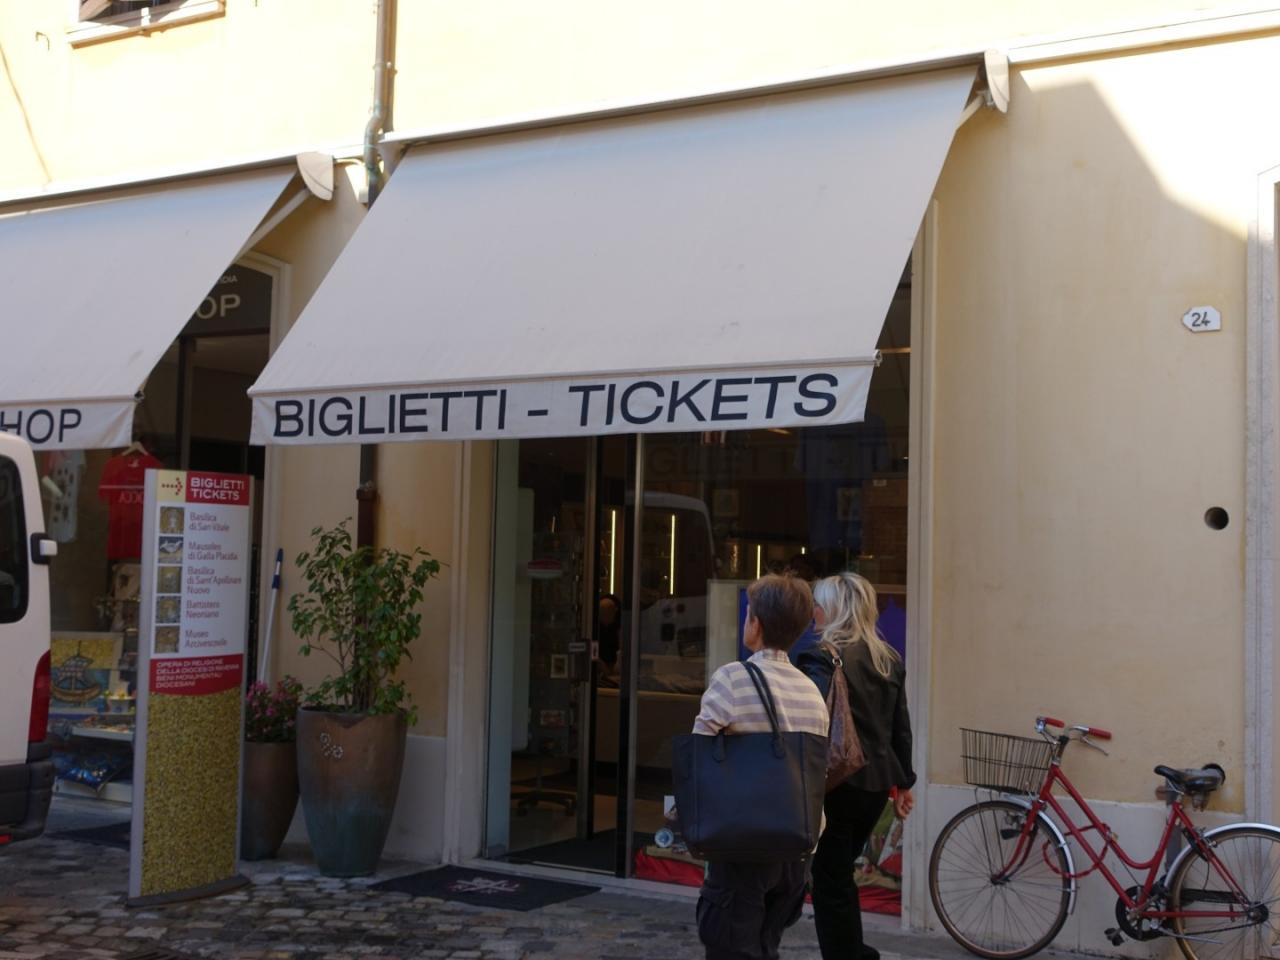 OP
HOP
BIGLIETTI - TICKETS
24
BIGLIETTI
TICKETS
Basilica
di San Vitale
Mausoleo
di Galla Placidia
Basilica
di Sant'Apollinare
Nuovo
Battistero
Neoniano
Museo
Arcivescovile
OPERA DI RELIGIONE
DELLA DIOCESI DI RAVENNA
BENI MONUMENTALI
DIOCESANI